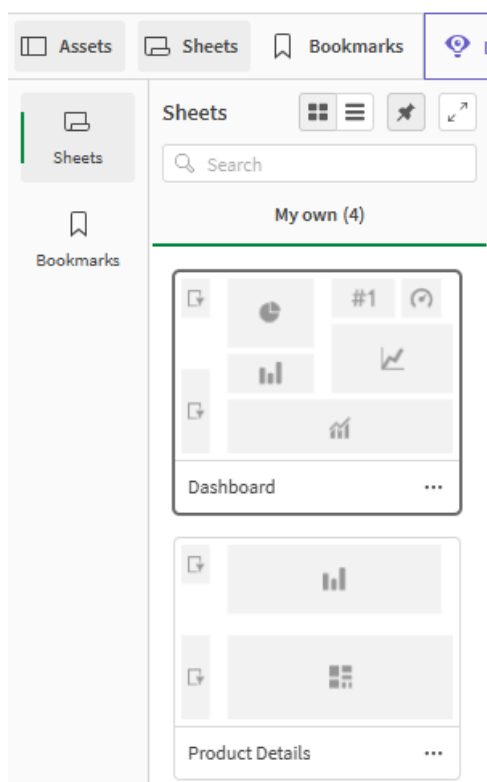 Assets Sheets Bookmarks
Sheets
Bookmarks
Sheets
Search
My own (4)
#1
Dashboard
...
Product Details
...